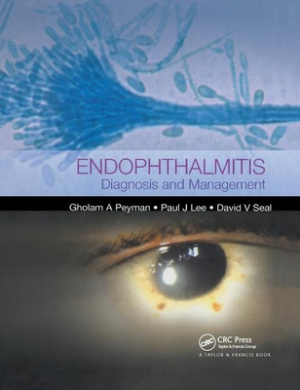 ENDOPHTHALMITIS
Diagnosis and Management
Gholam A Peyman • Paul J Lee • David V Seal
CRC Press
Taylor & Francis Group
A TAYLOR & FRANCIS BOOK